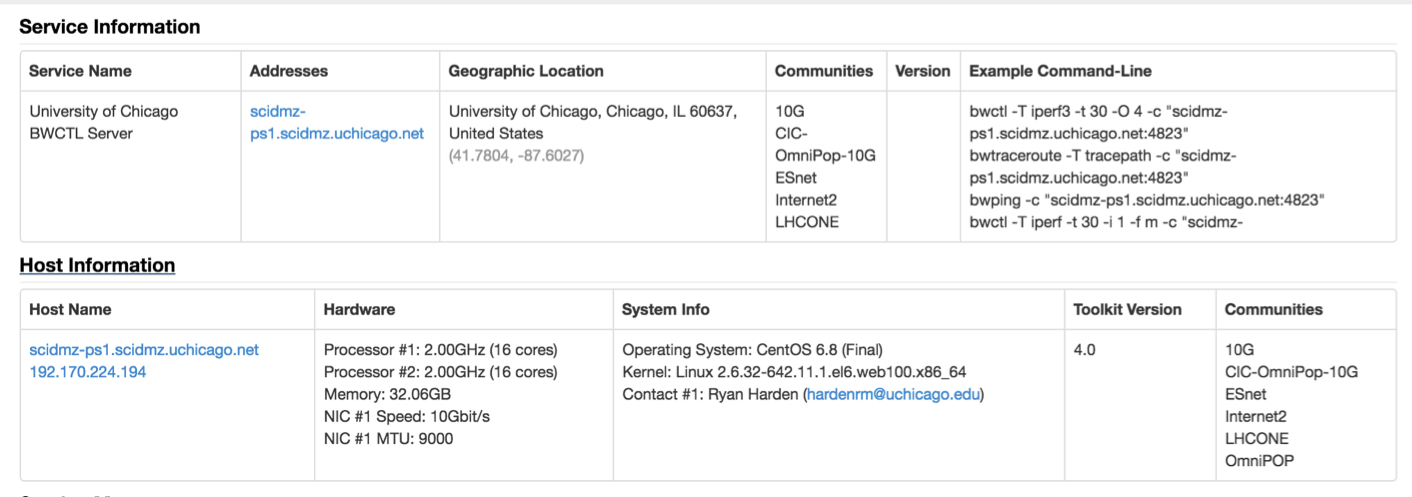 Service Information
Service Name
Addresses
Geographic Location
Communities
Version
Example Command-Line
University of Chicago
BWCTL Server
scidmz-
ps1.scidmz.uchicago.net
University of Chicago, Chicago, IL 60637,
United States
(41.7804, -87.6027)
10G
CIC-
OmniPop-10G
ESnet
Internet2
LHCONE
bwctl -T iperf3 -t 30 -O 4 -c "scidmz-
ps1.scidmz.uchicago.net:4823"
bwtraceroute -T tracepath -c "scidmz-
ps1.scidmz.uchicago.net:4823"
bwping -c "scidmz-ps1.scidmz.uchicago.net:4823"
bwctl -T iperf -t 30 -i 1 -f m -c "scidmz-
Host Information
Host Name
Hardware
System Info
Toolkit Version
Communities
scidmz-ps1.scidmz.uchicago.net
192.170.224.194
Processor #1: 2.00GHz (16 cores)
Processor #2: 2.00GHz (16 cores)
Memory: 32.06GB
NIC #1 Speed: 10Gbit/s
NIC #1 MTU: 9000
Operating System: CentOS 6.8 (Final)
Kernel: Linux 2.6.32-642.11.1.el6.web100.x86_64
Contact #1: Ryan Harden (hardenrm@uchicago.edu)
4.0
10G
CIC-OmniPop-10G
ESnet
Internet2
LHCONE
OmniPOP